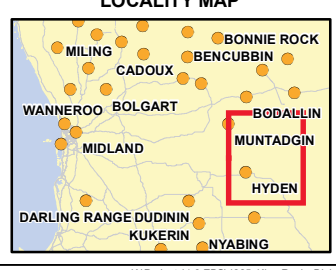 LOCALITY MAP
BONNIE ROCK
MILING
BENCUBBIN
CADOUX
WANNEROO
BOLGART
BODALLIN
MUNTADGIN
MIDLAND
HYDEN
DARLING RANGE
DUDININ
KUKERIN
NYABING